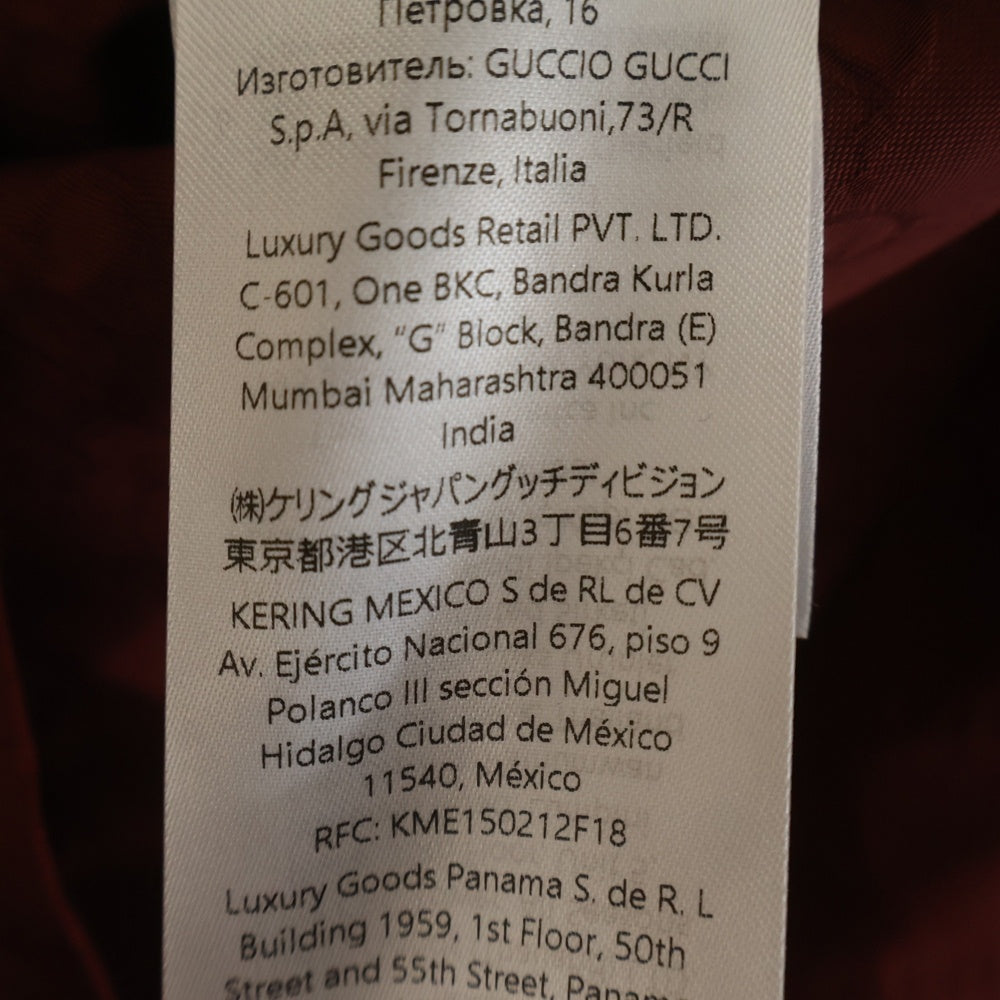 Петровка, 16
Изготовитель: GUCCIO GUCCI
S.p.A, via Tornabuoni,73/R
Firenze, Italia
Luxury Goods Retail PVT. LTD.
C-601, One BKC, Bandra Kurla
Complex, "G" Block, Bandra (E)
Mumbai Maharashtra 400051
India
㈱ケリングジャパングッチディビジョン
東京都港区北青山3丁目6番7号
KERING MEXICO S de RL de CV
Av. Ejército Nacional 676, piso 9
Polanco III sección Miguel
Hidalgo Ciudad de México
11540, México
RFC: KME150212F18
Luxury Goods Panama S. de R. L
Building 1959, 1st Floor, 50th
Street and 55th Street,